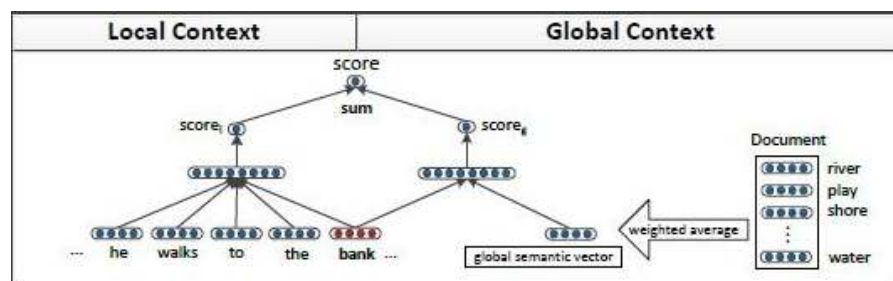 Local Context
Global Context
score
sum
score_l
score_g
Document
river
play
shore
⋮
water
weighted average
... he walks to the bank ...
global semantic vector